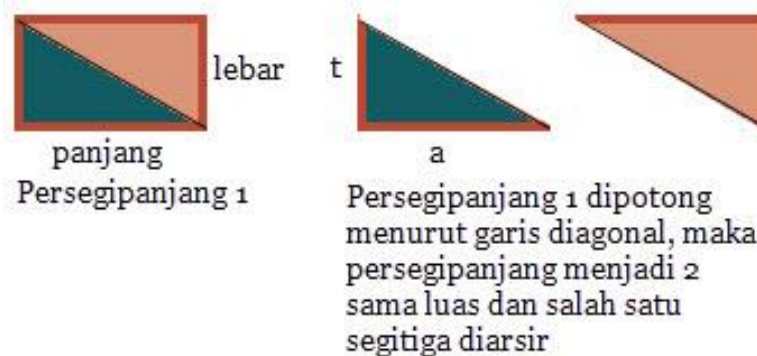 lebar
t
panjang
a
Persegipanjang 1
Persegipanjang 1 dipotong
menurut garis diagonal, maka
persegipanjang menjadi 2
sama luas dan salah satu
segitiga diarsir